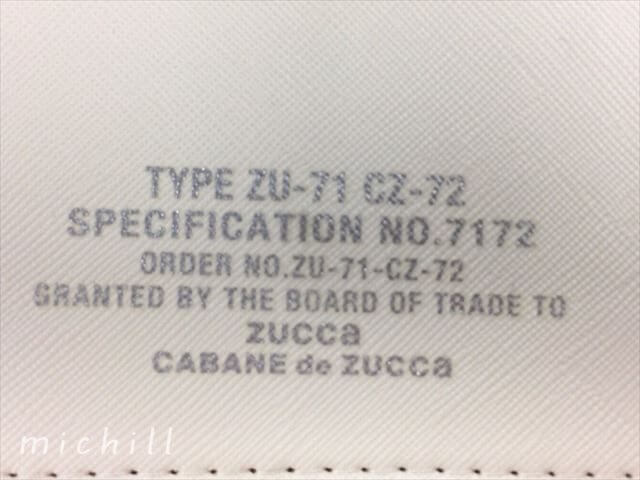 TYPE ZU-71 CZ-72
SPECIFICATION NO.7172
ORDER NO.ZU-71-CZ-72
GRANTED BY THE BOARD OF TRADE TO
zucca
CABANE de zucca
michill